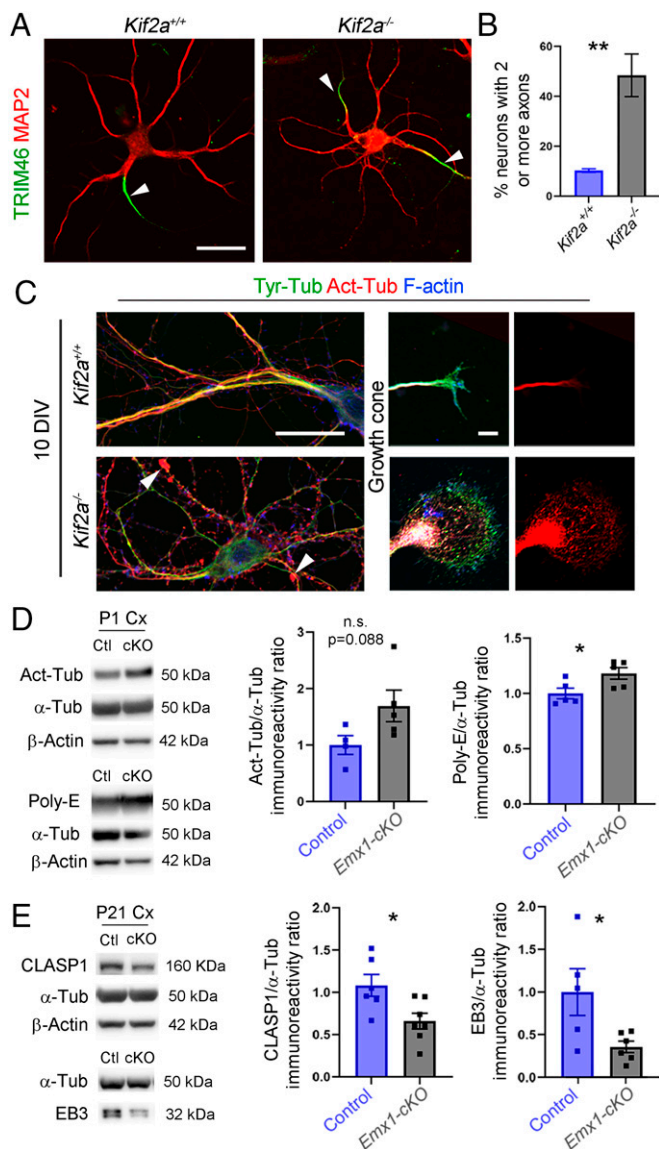 A
Kif2a+/+
Kif2a-/-
TRIM46 MAP2
B
% neurons with 2
or more axons
60
40
20
0
**
Kif2a+/+
Kif2a-/-
C
Tyr-Tub Act-Tub F-actin
10 DIV
Kif2a+/+
Kif2a-/-
Growth cone
D
P1 Cx
Ctl cKO
Act-Tub 50 kDa
α-Tub 50 kDa
β-Actin 42 kDa
Ctl cKO
Poly-E 50 kDa
α-Tub 50 kDa
β-Actin 42 kDa
Act-Tub/α-Tub
immunoreactivity ratio
n.s.
p=0.088
3
2
1
0
Control
Emx1-cKO
Poly-E/α-Tub
immunoreactivity ratio
*
1.5
1.0
0.5
0.0
Control
Emx1-cKO
E
P21 Cx
Ctl cKO
CLASP1 160 KDa
α-Tub 50 kDa
β-Actin 42 kDa
Ctl cKO
α-Tub 50 kDa
EB3 32 kDa
CLASP1/α-Tub
immunoreactivity ratio
*
2.0
1.5
1.0
0.5
0.0
Control
Emx1-cKO
EB3/α-Tub
immunoreactivity ratio
*
2.0
1.5
1.0
0.5
0.0
Control
Emx1-cKO